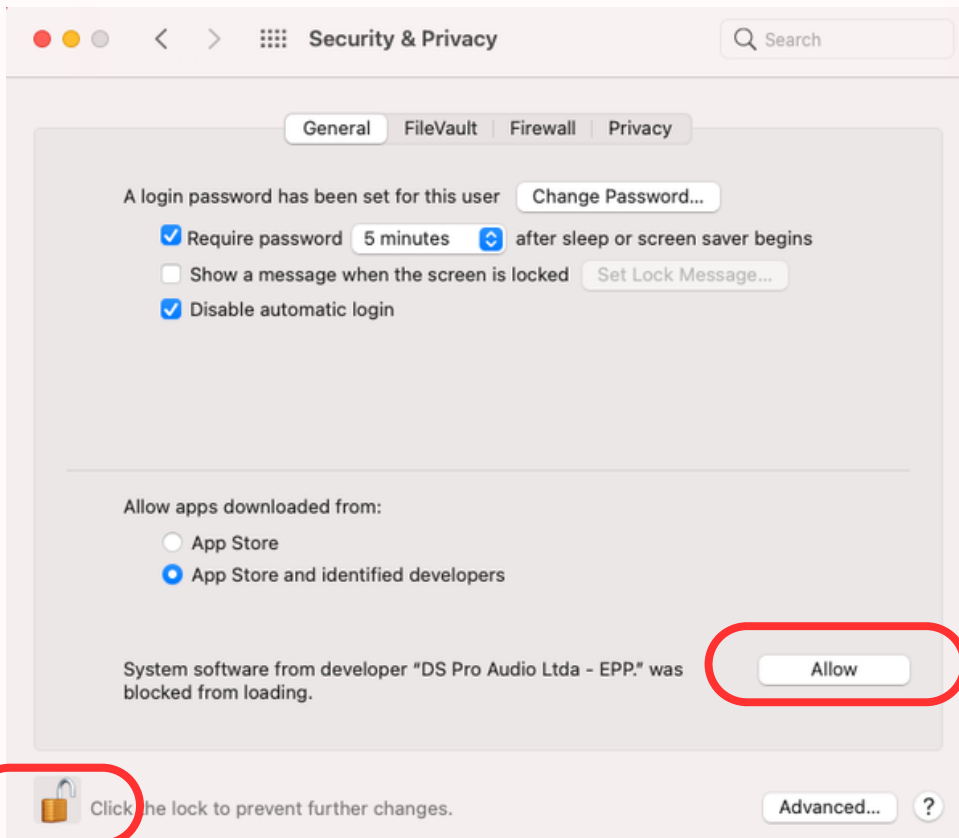 Security & Privacy
Search
General FileVault Firewall Privacy
A login password has been set for this user Change Password...
Require password 5 minutes after sleep or screen saver begins
Show a message when the screen is locked Set Lock Message...
Disable automatic login
Allow apps downloaded from:
App Store
App Store and identified developers
System software from developer “DS Pro Audio Ltda - EPP.” was
blocked from loading.
Allow
Click the lock to prevent further changes.
Advanced... ?